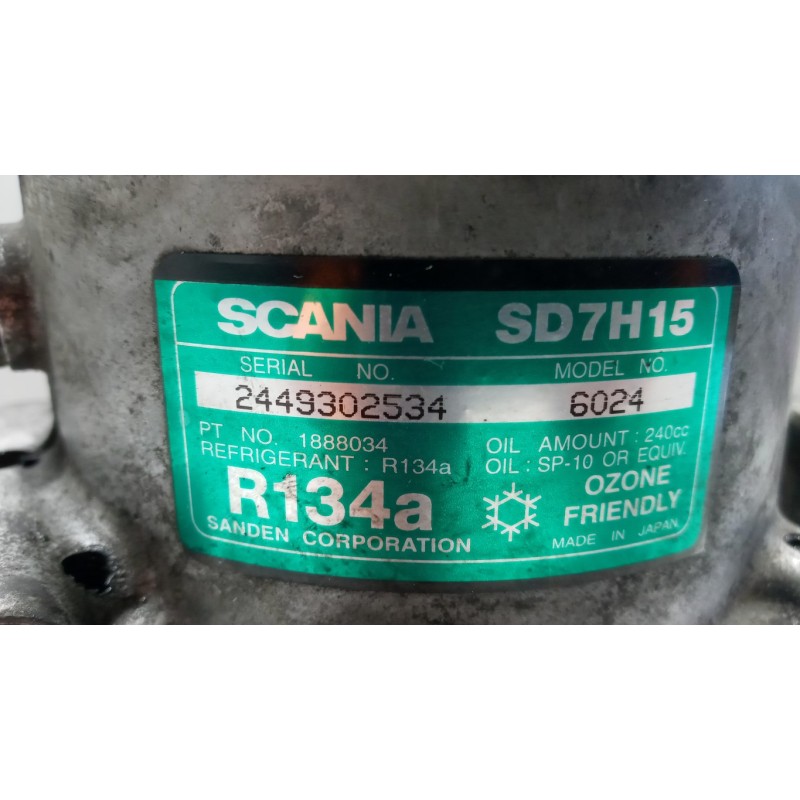 SCANIA SD7H15
SERIAL NO. MODEL NO.
2449302534 6024
PT NO. 1888034 OIL AMOUNT : 240cc
REFRIGERANT : R134a OIL : SP-10 OR EQUIV.
R134a OZONE
FRIENDLY
SANDEN CORPORATION MADE IN JAPAN